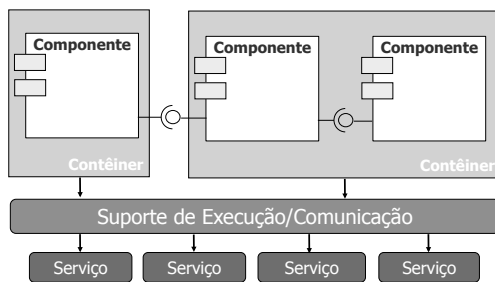 Componente
Componente
Componente
Contêiner
Contêiner
Suporte de Execução/Comunicação
Serviço
Serviço
Serviço
Serviço